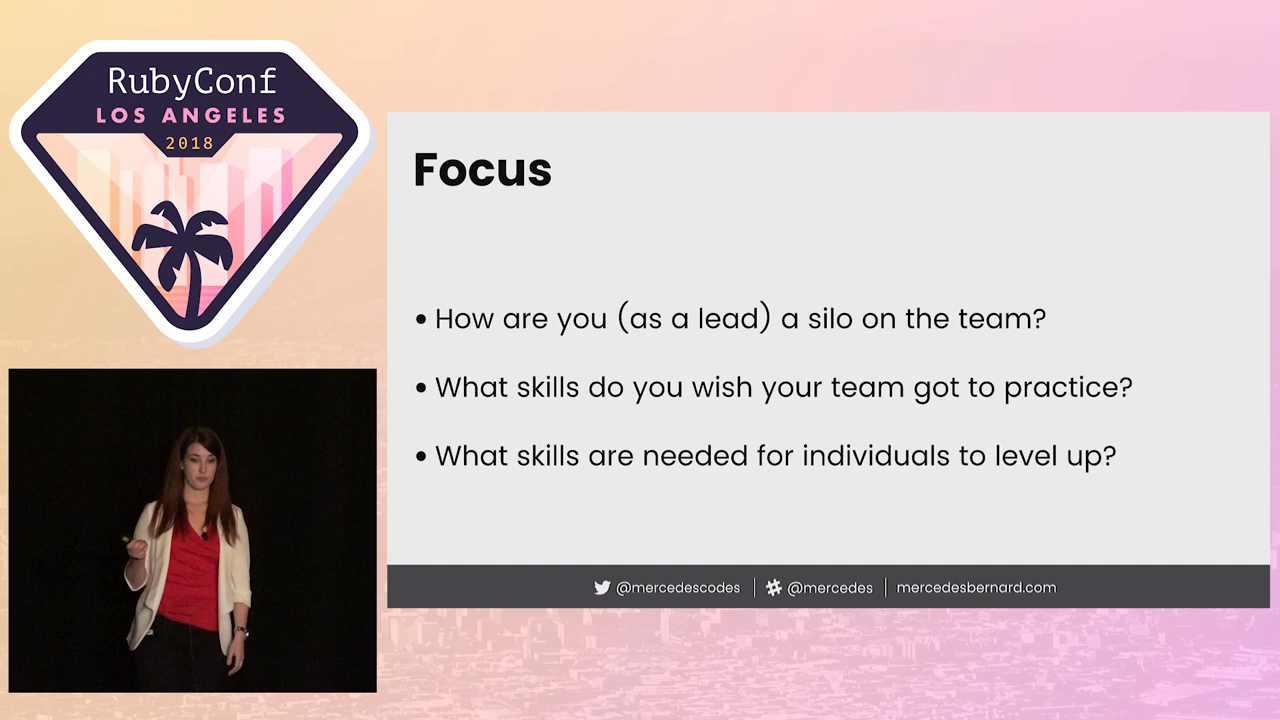 RubyConf
LOS ANGELES
2018
Focus
• How are you (as a lead) a silo on the team?
• What skills do you wish your team got to practice?
• What skills are needed for individuals to level up?
@mercedescodes | @mercedes | mercedesbernard.com